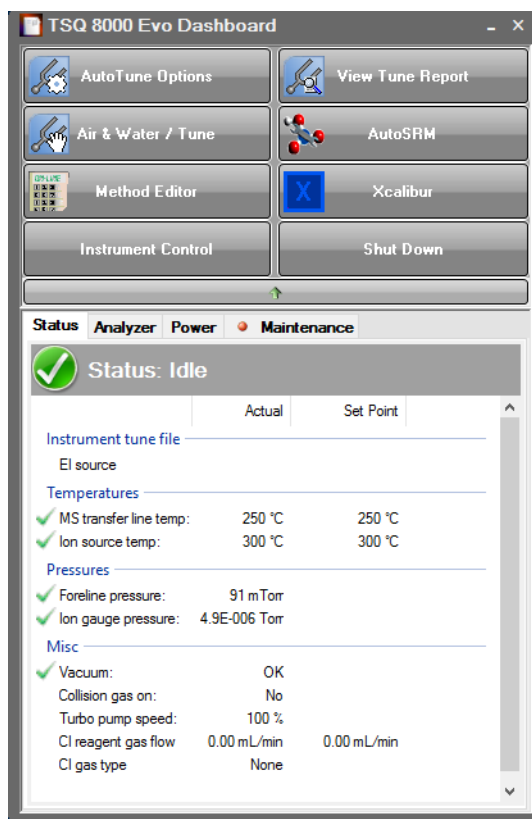 TSQ 8000 Evo Dashboard
AutoTune Options
View Tune Report
Air & Water / Tune
AutoSRM
Method Editor
X Xcalibur
Instrument Control
Shut Down
Status Analyzer Power Maintenance
Status: Idle
Actual Set Point
Instrument tune file
EI source
Temperatures
MS transfer line temp: 250 °C 250 °C
Ion source temp: 300 °C 300 °C
Pressures
Foreline pressure: 91 mTorr
Ion gauge pressure: 4.9E-006 Torr
Misc
Vacuum: OK
Collision gas on: No
Turbo pump speed: 100 %
CI reagent gas flow 0.00 mL/min 0.00 mL/min
CI gas type None